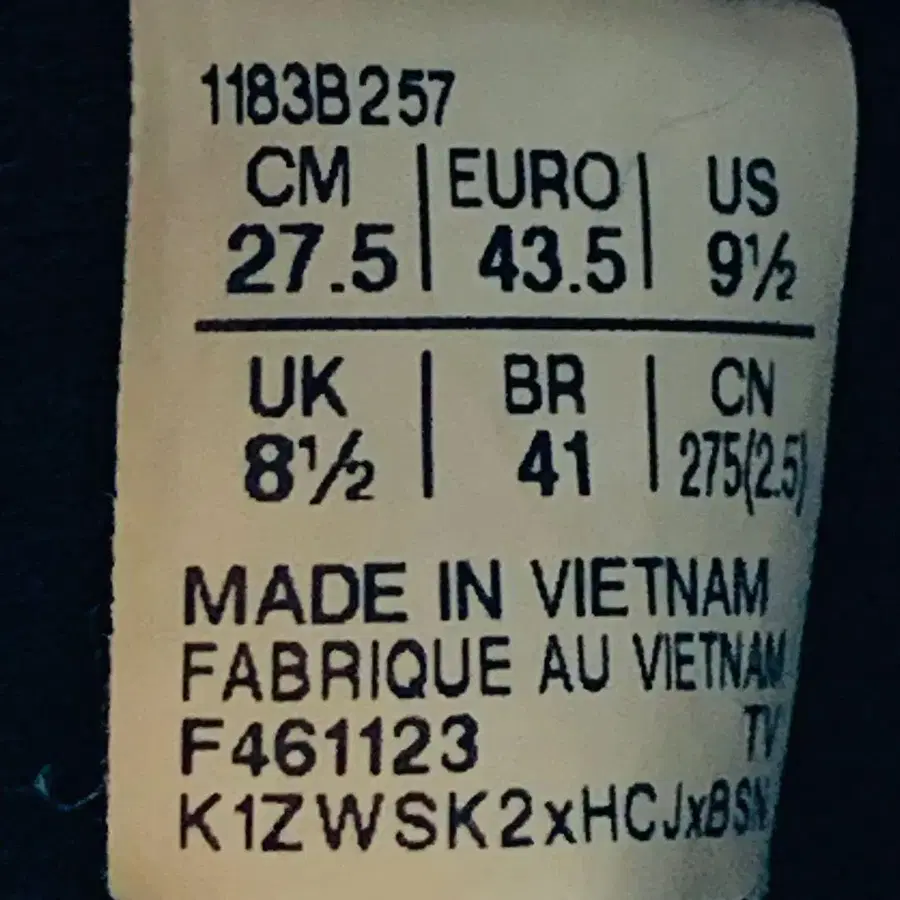 1183B257
CM | EURO | US
27.5 | 43.5 | 9½
UK | BR | CN
8½ | 41 | 275(2.5)
MADE IN VIETNAM
FABRIQUE AU VIETNAM
F461123 TV
K1ZWSK2xHCJxBSN